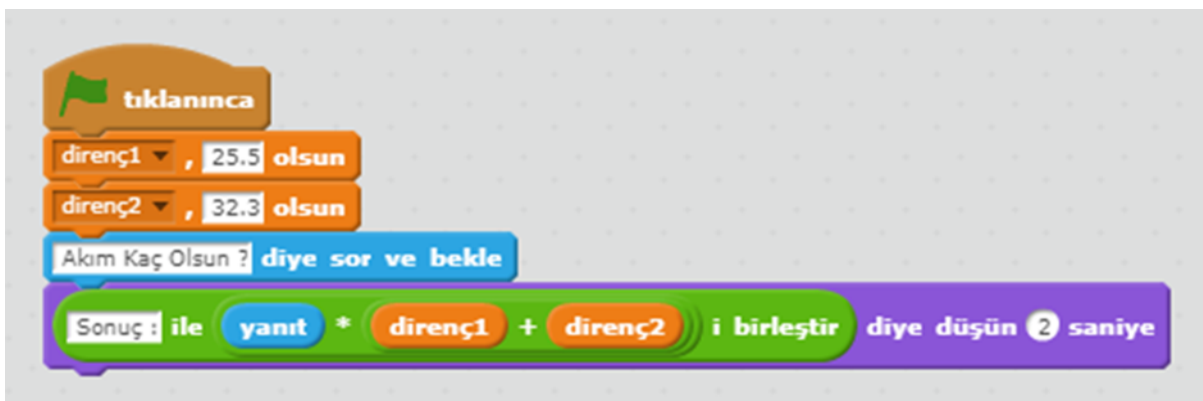 tıklanınca
direnç1 , 25.5 olsun
direnç2 , 32.3 olsun
Akım Kaç Olsun ? diye sor ve bekle
Sonuç : ile yanıt * direnç1 + direnç2 i birleştir diye düşün 2 saniye